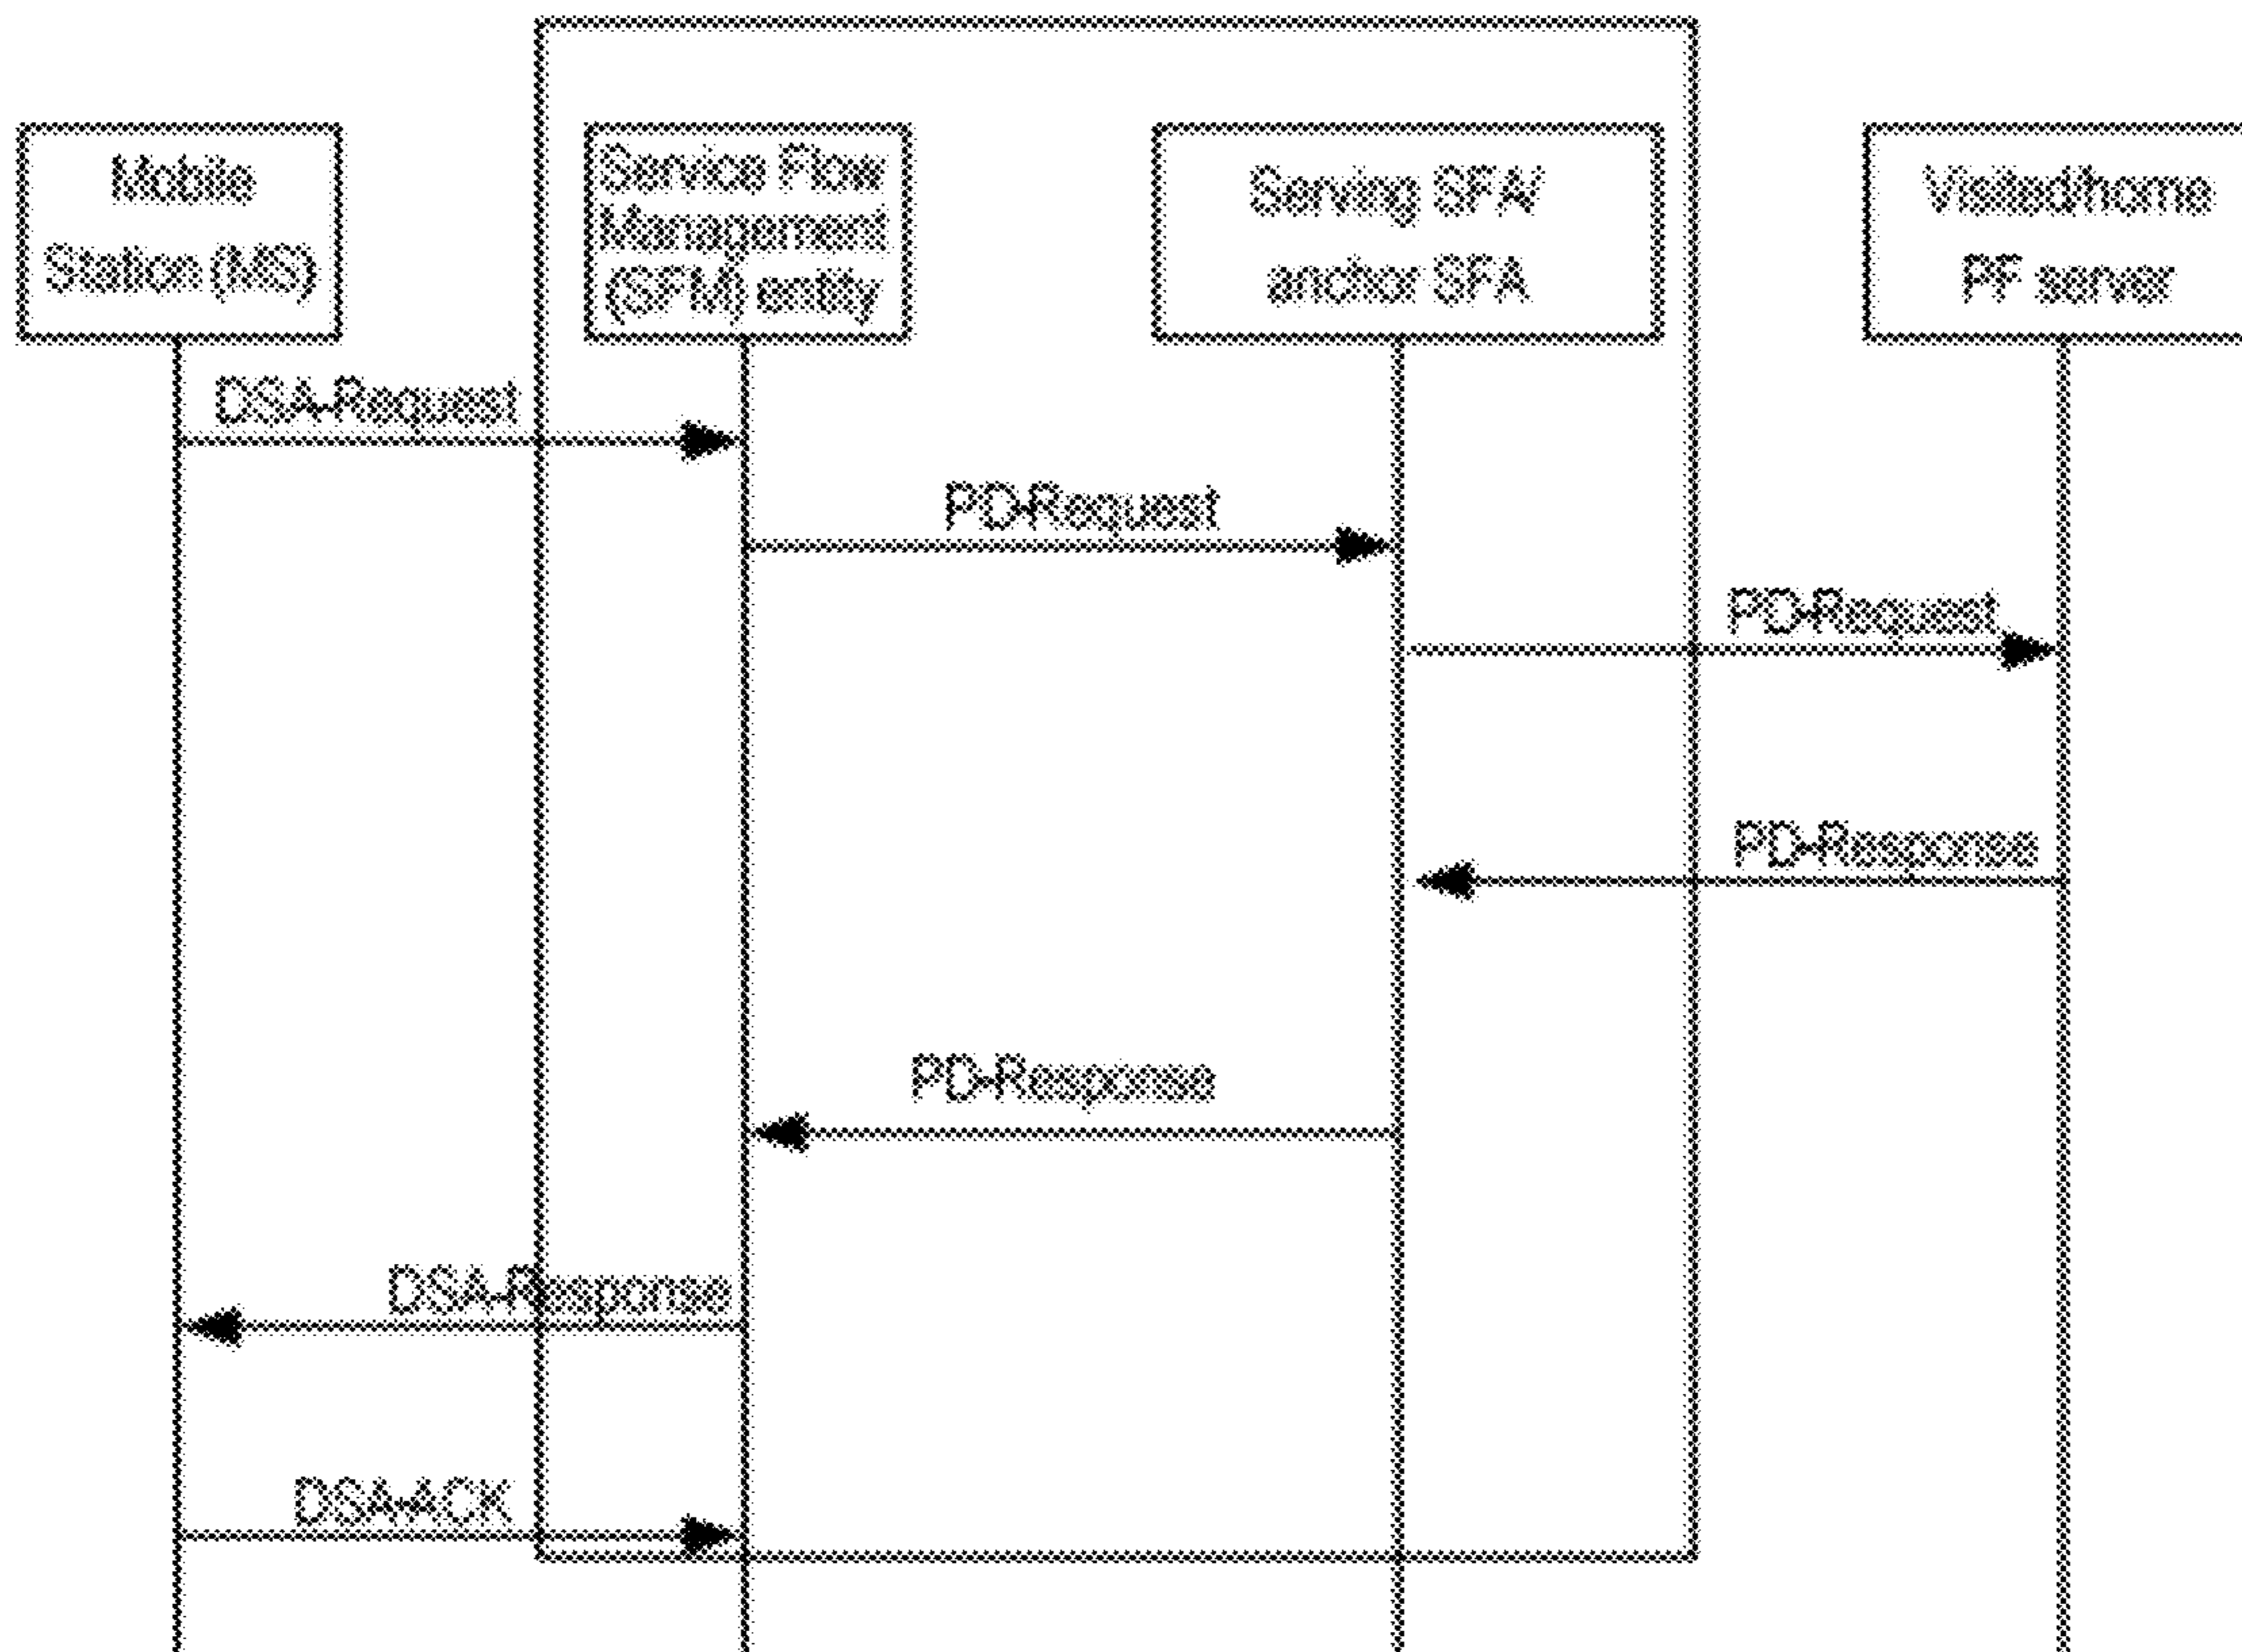 Mobile
Station (MS)
Service Flow
Management
(SFM) entity
Serving SFA/
anchor SFA
Visited/home
PF server
DSA-Request
PD-Request
PD-Request
PD-Response
PD-Response
DSA-Response
DSA-ACK